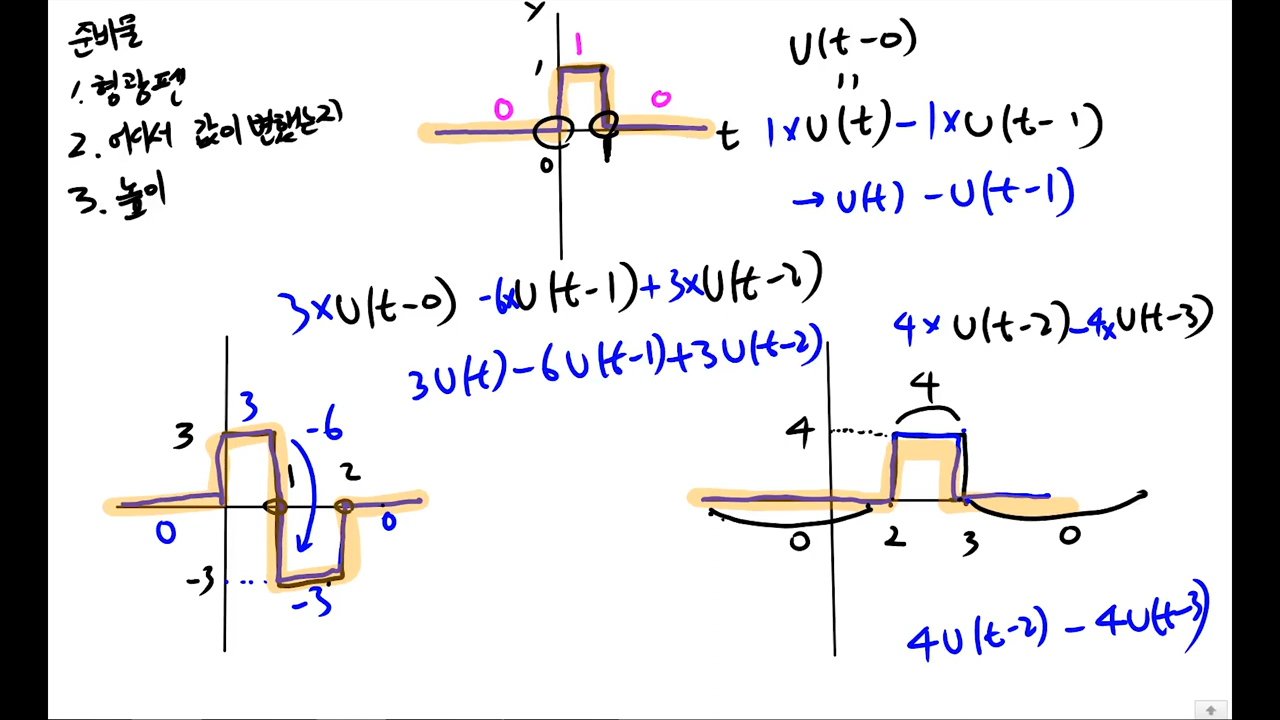 준비물
1. 형광펜
2. 어디서 값이 변했는지
3. 높이
y
1
1
0
0
0
1
t
U(t-0)
"
1×U(t)-1×U(t-1)
→ U(t) - U(t-1)
3×U(t-0) -6×U(t-1)+3×U(t-2)
3U(t)-6U(t-1)+3U(t-2)
3
3
-6
1
2
0
0
-3
-3
4× U(t-2)-4×U(t-3)
4
4
0
2
3
0
4U(t-2) - 4U(t-3)